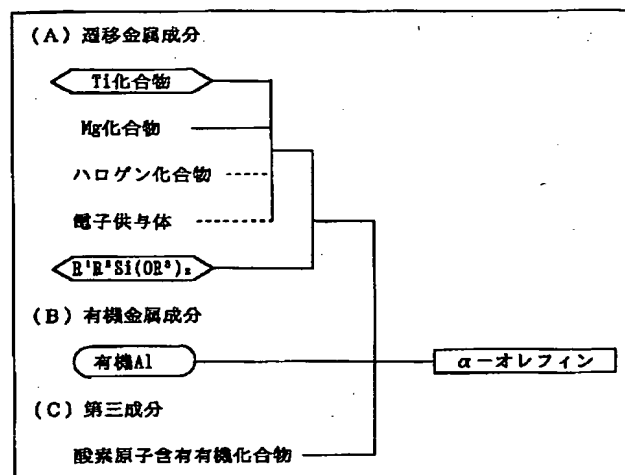 (A) 遷移金属成分
Ti化合物
Mg化合物
ハロゲン化合物
電子供与体
R¹R²Si(OR³)₂
(B) 有機金属成分
有機Al
α-オレフィン
(C) 第三成分
酸素原子含有有機化合物